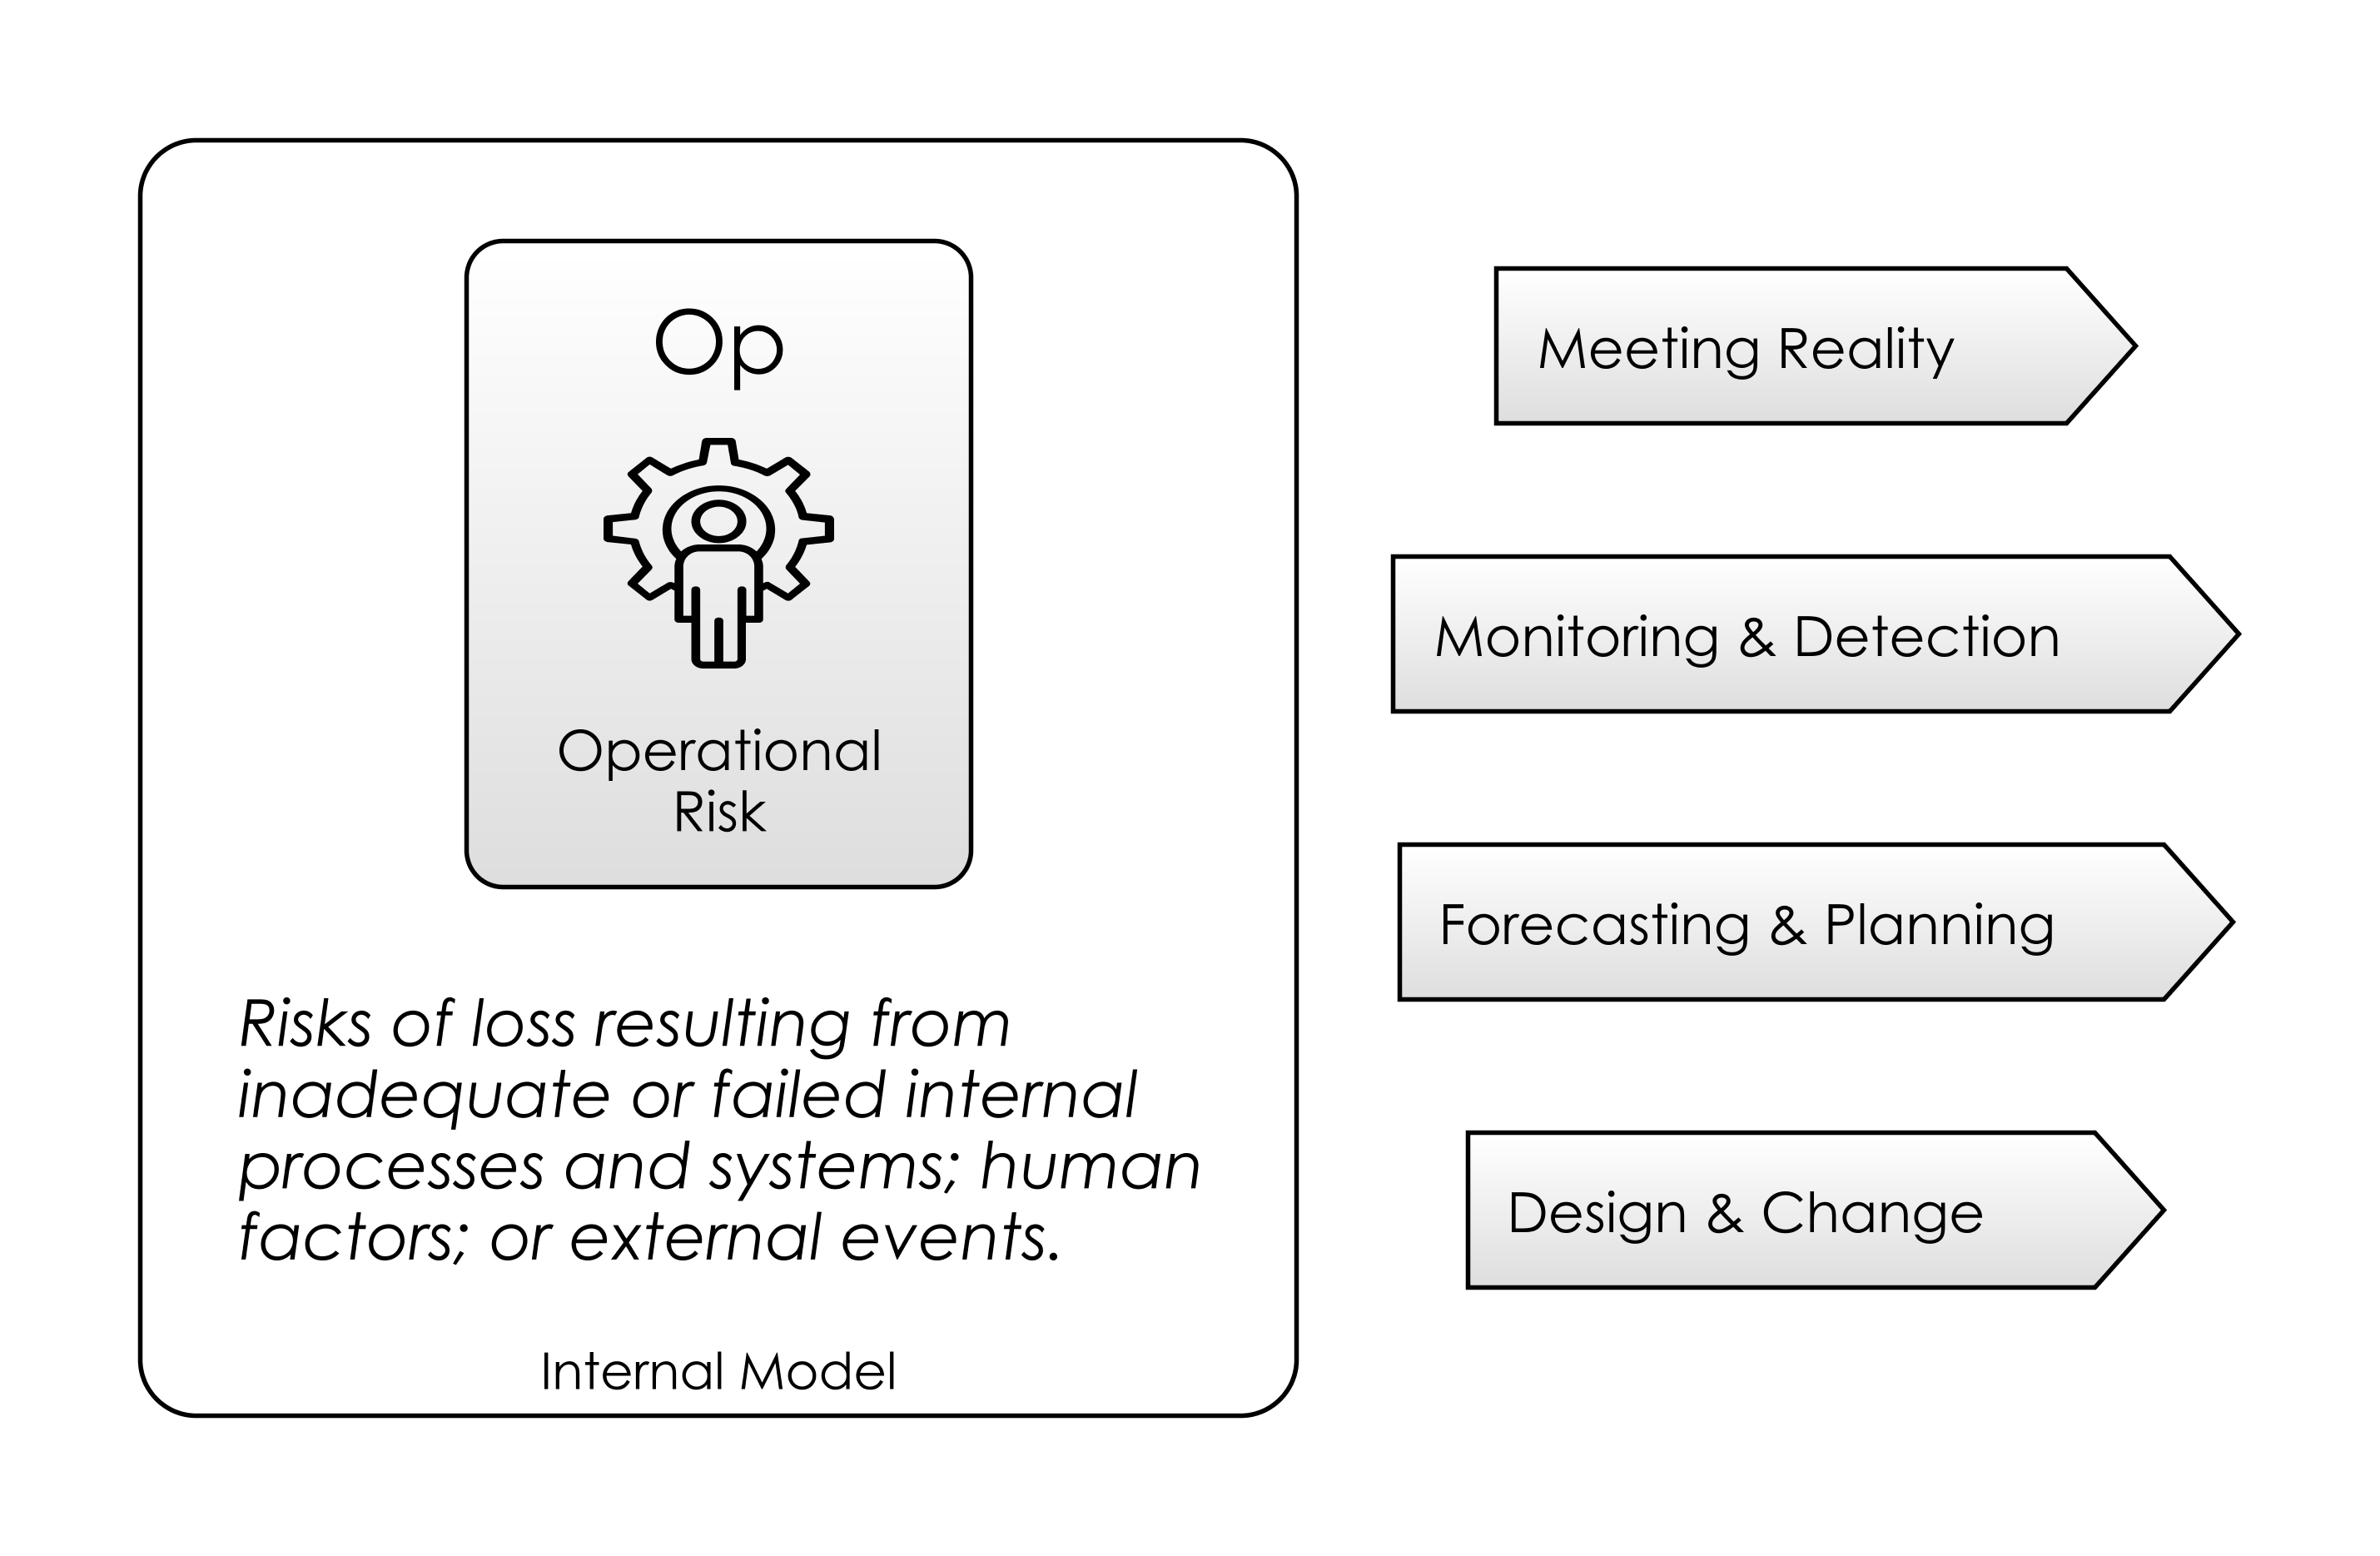 Op
Operational
Risk
Risks of loss resulting from
inadequate or failed internal
processes and systems; human
factors; or external events.
Internal Model
Meeting Reality
Monitoring & Detection
Forecasting & Planning
Design & Change